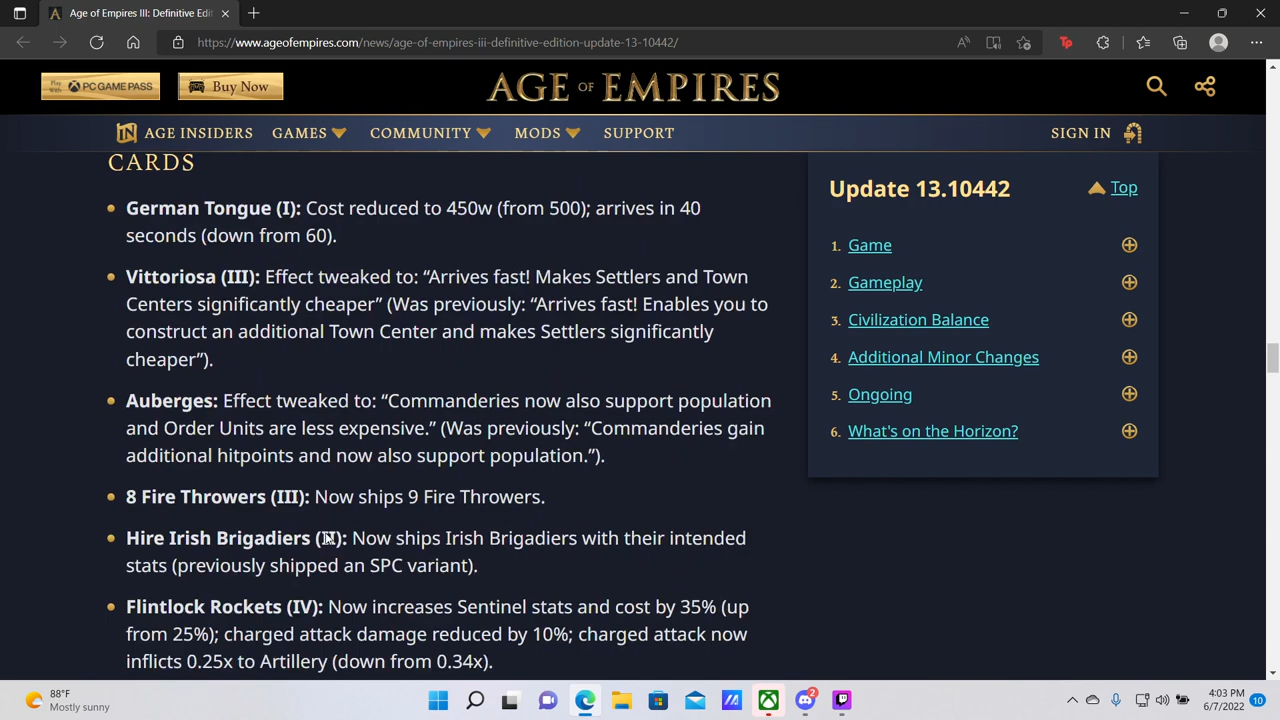 Age of Empires III: Definitive Edit
https://www.ageofempires.com/news/age-of-empires-iii-definitive-edition-update-13-10442/
PC GAME PASS
Buy Now
AGE OF EMPIRES
AGE INSIDERS
GAMES
COMMUNITY
MODS
SUPPORT
SIGN IN
CARDS
German Tongue (I): Cost reduced to 450w (from 500); arrives in 40
seconds (down from 60).
Vittoriosa (III): Effect tweaked to: “Arrives fast! Makes Settlers and Town
Centers significantly cheaper” (Was previously: “Arrives fast! Enables you to
construct an additional Town Center and makes Settlers significantly
cheaper”).
Auberges: Effect tweaked to: “Commanderies now also support population
and Order Units are less expensive.” (Was previously: “Commanderies gain
additional hitpoints and now also support population.”).
8 Fire Throwers (III): Now ships 9 Fire Throwers.
Hire Irish Brigadiers (II): Now ships Irish Brigadiers with their intended
stats (previously shipped an SPC variant).
Flintlock Rockets (IV): Now increases Sentinel stats and cost by 35% (up
from 25%); charged attack damage reduced by 10%; charged attack now
inflicts 0.25x to Artillery (down from 0.34x).
Update 13.10442
Top
1. Game
2. Gameplay
3. Civilization Balance
4. Additional Minor Changes
5. Ongoing
6. What's on the Horizon?
88°F
Mostly sunny
2
4:03 PM
6/7/2022
10